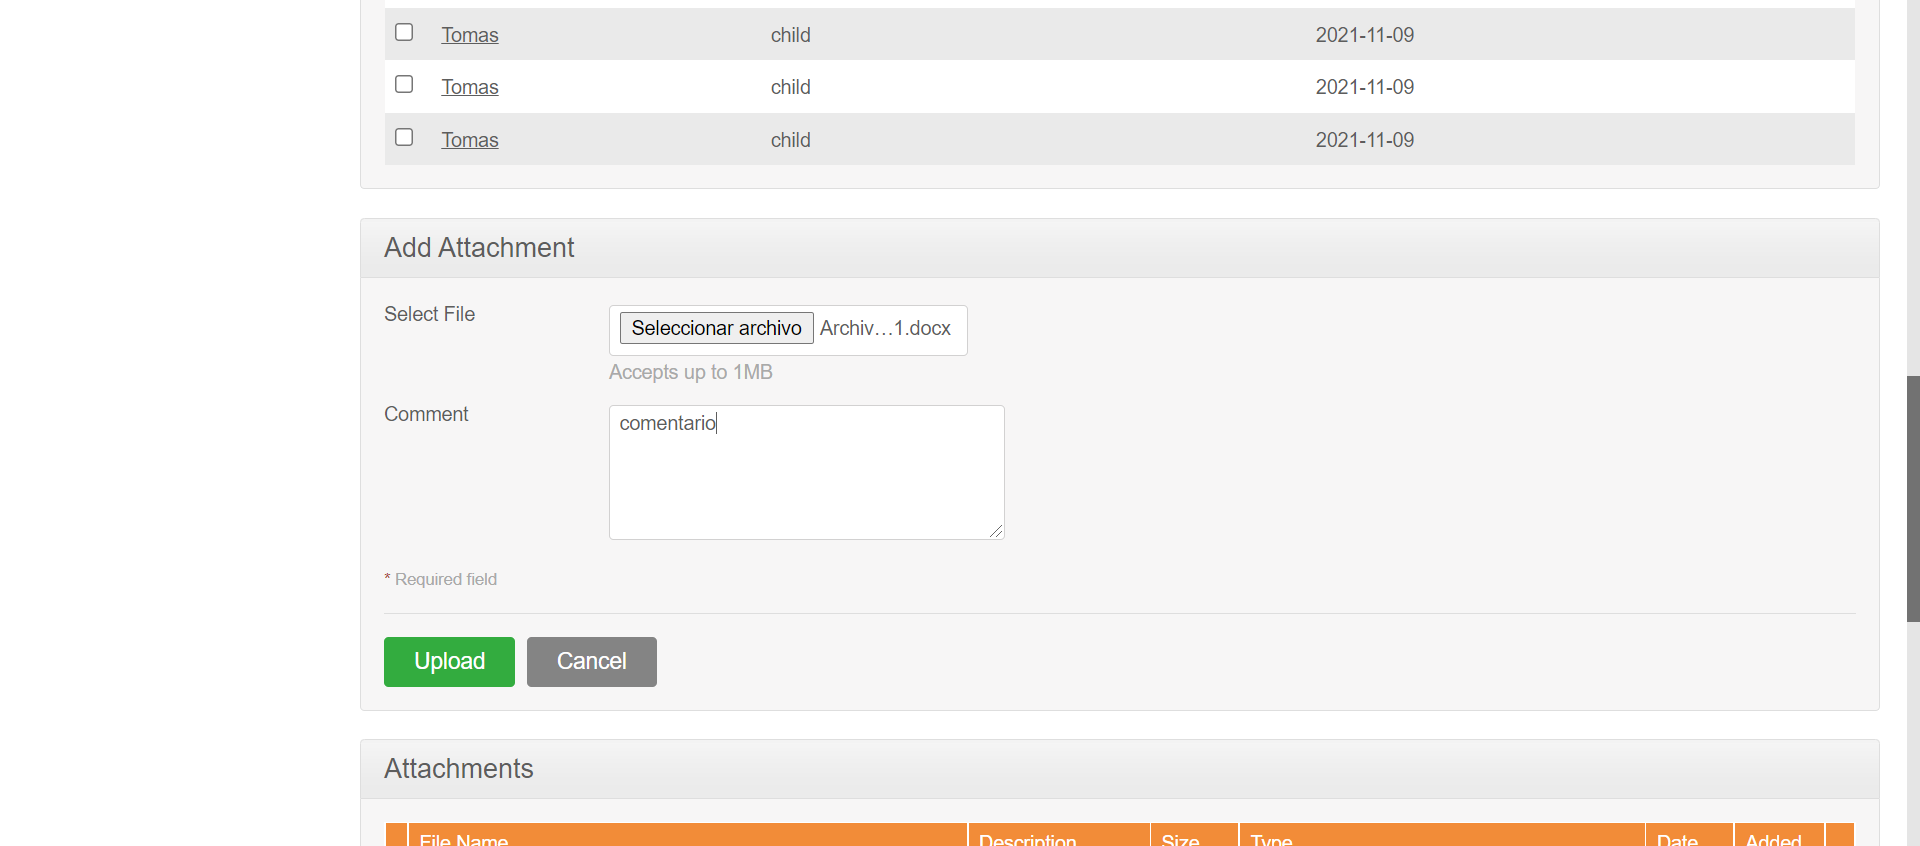 Tomas child 2021-11-09
Tomas child 2021-11-09
Tomas child 2021-11-09
Add Attachment
Select File
Seleccionar archivo Archiv…1.docx
Accepts up to 1MB
Comment
comentario
* Required field
Upload Cancel
Attachments
File Name Description Size Type Date Added